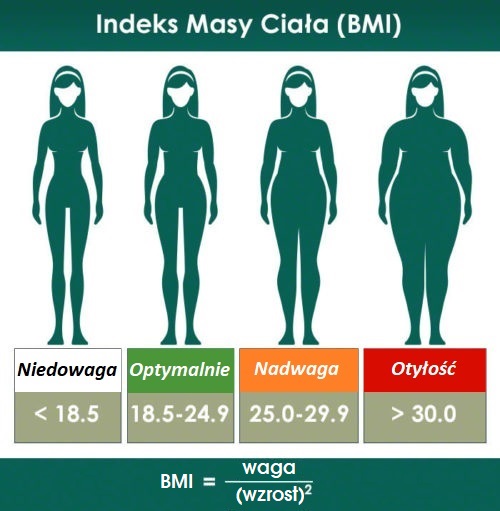 Indeks Masy Ciała (BMI)
Niedowaga Optymalnie Nadwaga Otyłość
< 18.5 18.5-24.9 25.0-29.9 > 30.0
BMI = waga
(wzrost)²